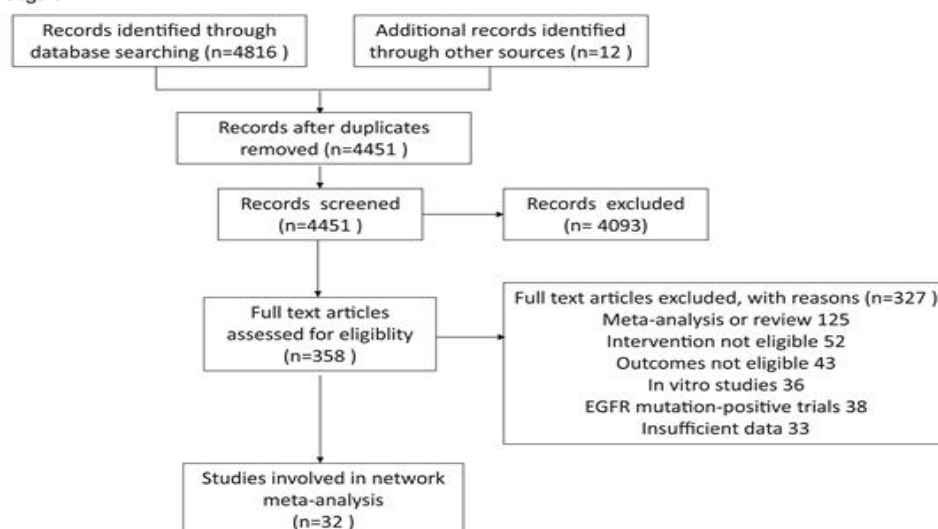 Records identified through
database searching (n=4816 )
Additional records identified
through other sources (n=12 )
Records after duplicates
removed (n=4451 )
Records screened
(n=4451 )
Records excluded
(n= 4093)
Full text articles
assessed for eligiblity
(n=358 )
Full text articles excluded, with reasons (n=327 )
Meta-analysis or review 125
Intervention not eligible 52
Outcomes not eligible 43
In vitro studies 36
EGFR mutation-positive trials 38
Insufficient data 33
Studies involved in network
meta-analysis
(n=32 )